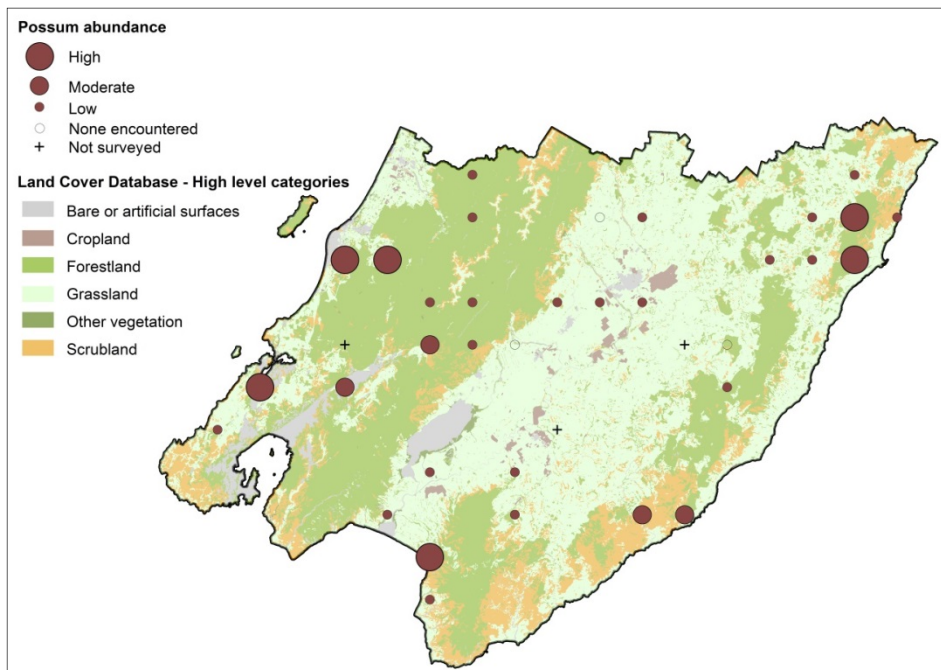 Possum abundance
High
Moderate
Low
None encountered
+ Not surveyed
Land Cover Database - High level categories
Bare or artificial surfaces
Cropland
Forestland
Grassland
Other vegetation
Scrubland